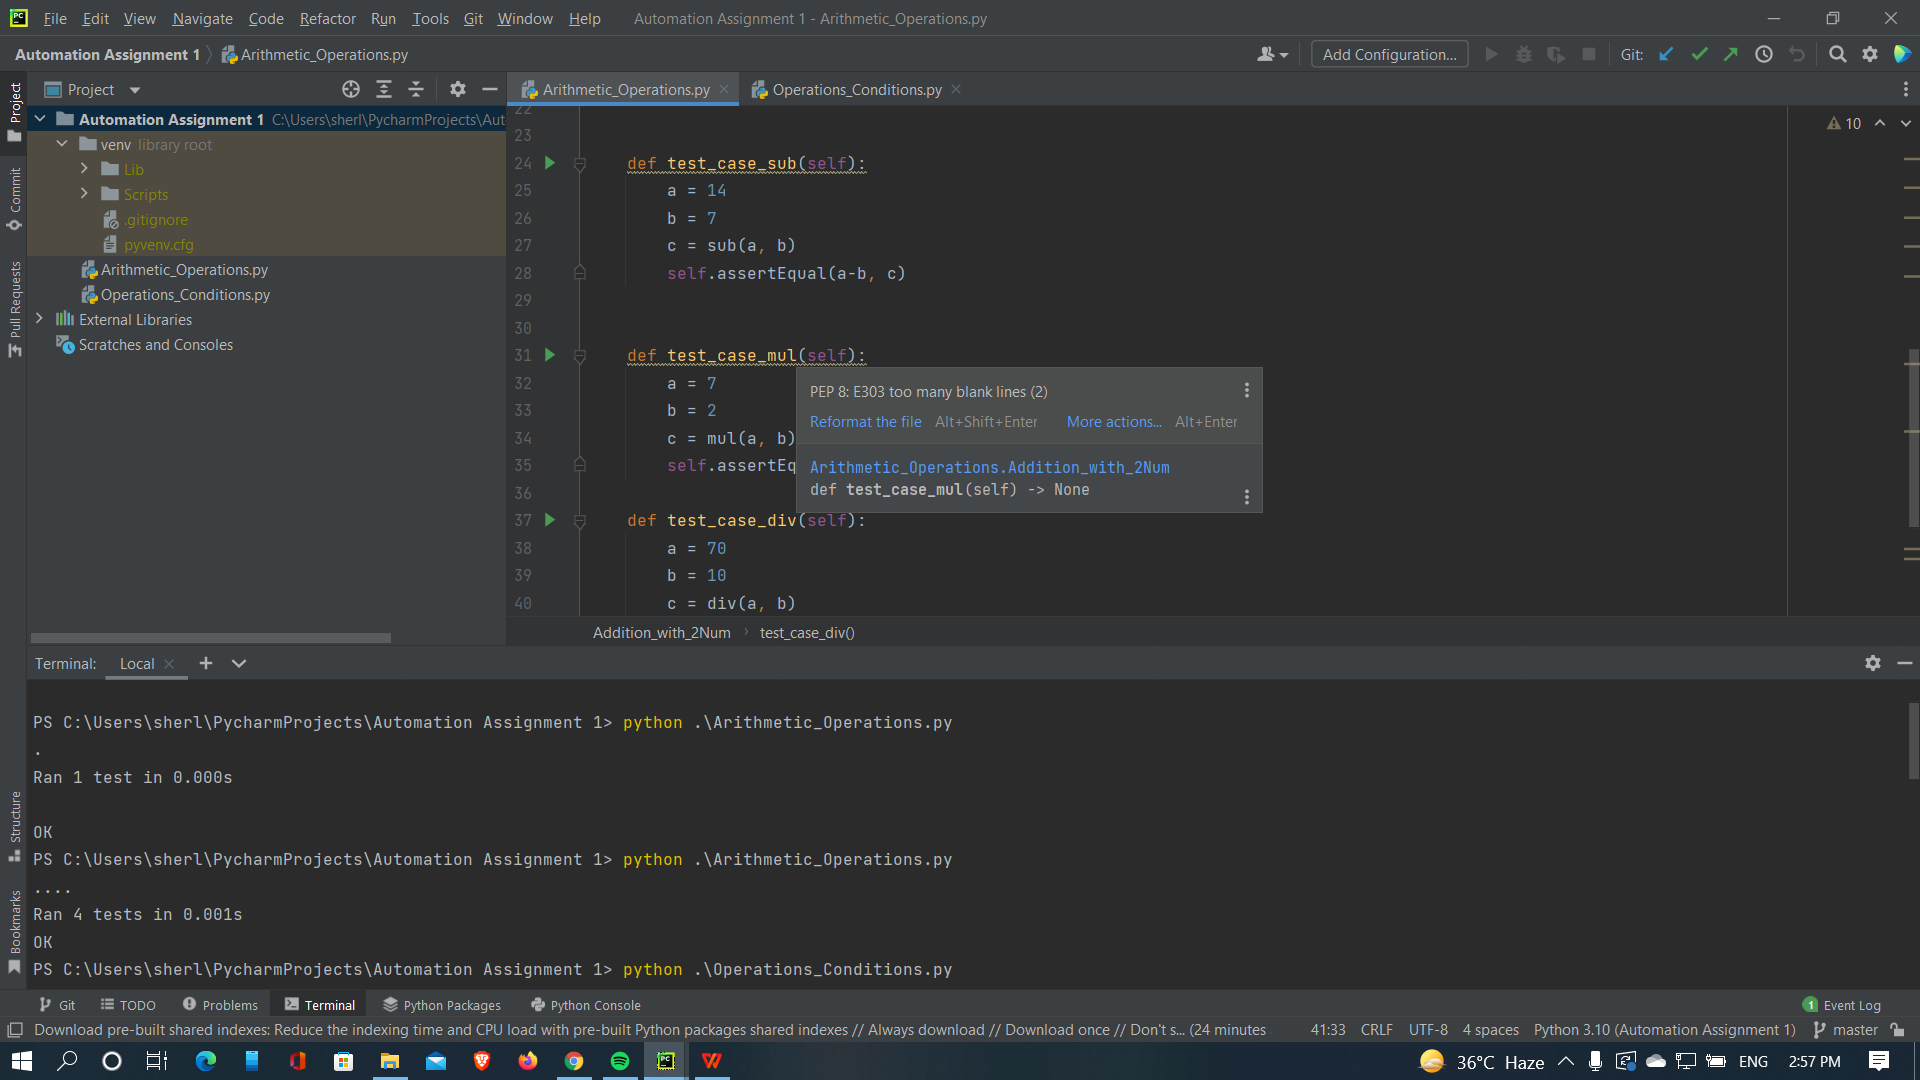 File Edit View Navigate Code Refactor Run Tools Git Window Help Automation Assignment 1 - Arithmetic_Operations.py
Automation Assignment 1 Arithmetic_Operations.py Add Configuration... Git:
Project
Arithmetic_Operations.py
Operations_Conditions.py
Project
Commit
Pull Requests
Structure
Bookmarks
Automation Assignment 1 C:\Users\sherl\PycharmProjects\Aut
venv library root
Lib
Scripts
.gitignore
pyvenv.cfg
Arithmetic_Operations.py
Operations_Conditions.py
External Libraries
Scratches and Consoles
10
22
23
24 def test_case_sub(self):
25 a = 14
26 b = 7
27 c = sub(a, b)
28 self.assertEqual(a-b, c)
29
30
31 def test_case_mul(self):
32 a = 7
33 b = 2
34 c = mul(a, b)
35 self.assertEq
36
37 def test_case_div(self):
38 a = 70
39 b = 10
40 c = div(a, b)
PEP 8: E303 too many blank lines (2)
Reformat the file Alt+Shift+Enter More actions... Alt+Enter
Arithmetic_Operations.Addition_with_2Num
def test_case_mul(self) -> None
Addition_with_2Num test_case_div()
Terminal: Local
PS C:\Users\sherl\PycharmProjects\Automation Assignment 1> python .\Arithmetic_Operations.py
.
Ran 1 test in 0.000s
OK
PS C:\Users\sherl\PycharmProjects\Automation Assignment 1> python .\Arithmetic_Operations.py
....
Ran 4 tests in 0.001s
OK
PS C:\Users\sherl\PycharmProjects\Automation Assignment 1> python .\Operations_Conditions.py
Git TODO Problems Terminal Python Packages Python Console 1 Event Log
Download pre-built shared indexes: Reduce the indexing time and CPU load with pre-built Python packages shared indexes // Always download // Download once // Don't s... (24 minutes 41:33 CRLF UTF-8 4 spaces Python 3.10 (Automation Assignment 1) master
36°C Haze ENG 2:57 PM